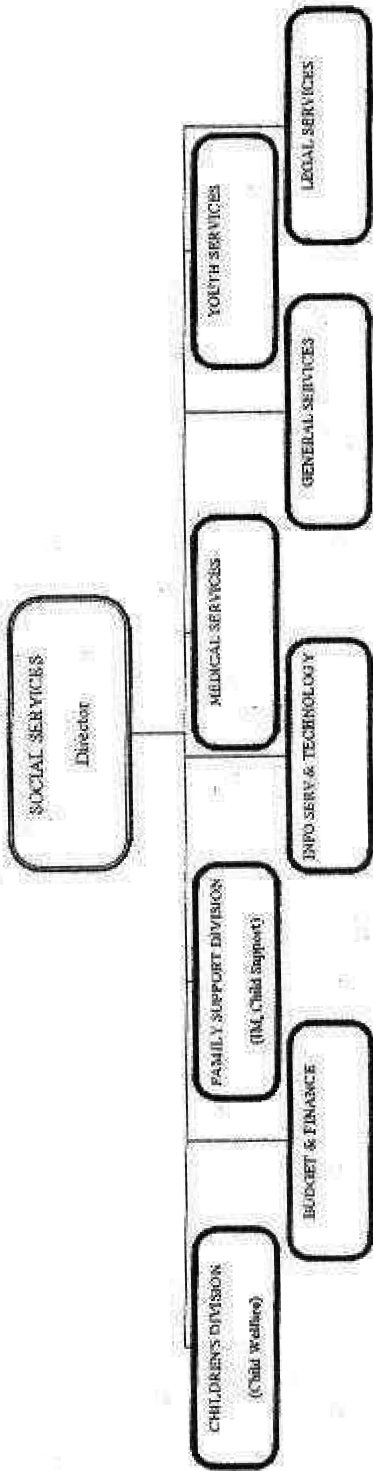 SOCIAL SERVICES
Director
CHILDREN'S DIVISION
(Child Welfare)
FAMILY SUPPORT DIVISION
(IM, Child Support)
MEDICAL SERVICES
YOUTH SERVICES
BUDGET & FINANCE
INFO SERV & TECHNOLOGY
GENERAL SERVICES
LEGAL SERVICES